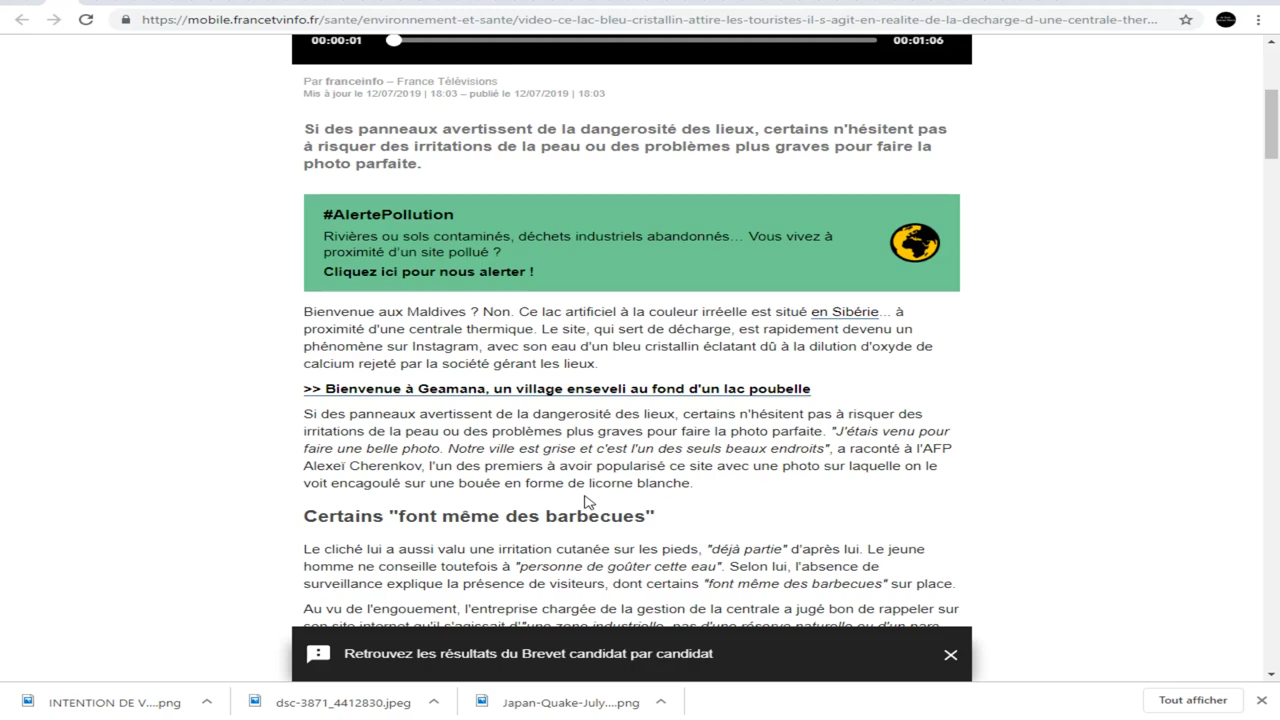 https://mobile.francetvinfo.fr/sante/environnement-et-sante/video-ce-lac-bleu-cristallin-attire-les-touristes-il-s-agit-en-realite-de-la-decharge-d-une-centrale-ther...
00:00:01
00:01:06
Par franceinfo – France Télévisions
Mis à jour le 12/07/2019 | 18:03 – publié le 12/07/2019 | 18:03
Si des panneaux avertissent de la dangerosité des lieux, certains n'hésitent pas
à risquer des irritations de la peau ou des problèmes plus graves pour faire la
photo parfaite.
#AlertePollution
Rivières ou sols contaminés, déchets industriels abandonnés… Vous vivez à
proximité d'un site pollué ?
Cliquez ici pour nous alerter !
Bienvenue aux Maldives ? Non. Ce lac artificiel à la couleur irréelle est situé en Sibérie... à
proximité d'une centrale thermique. Le site, qui sert de décharge, est rapidement devenu un
phénomène sur Instagram, avec son eau d'un bleu cristallin éclatant dû à la dilution d'oxyde de
calcium rejeté par la société gérant les lieux.
>> Bienvenue à Geamana, un village enseveli au fond d'un lac poubelle
Si des panneaux avertissent de la dangerosité des lieux, certains n'hésitent pas à risquer des
irritations de la peau ou des problèmes plus graves pour faire la photo parfaite. "J'étais venu pour
faire une belle photo. Notre ville est grise et c'est l'un des seuls beaux endroits", a raconté à l'AFP
Alexeï Cherenkov, l'un des premiers à avoir popularisé ce site avec une photo sur laquelle on le
voit encagoulé sur une bouée en forme de licorne blanche.
Certains "font même des barbecues"
Le cliché lui a aussi valu une irritation cutanée sur les pieds, "déjà partie" d'après lui. Le jeune
homme ne conseille toutefois à "personne de goûter cette eau". Selon lui, l'absence de
surveillance explique la présence de visiteurs, dont certains "font même des barbecues" sur place.
Au vu de l'engouement, l'entreprise chargée de la gestion de la centrale a jugé bon de rappeler sur
son site internet qu'il s'agissait d'"une zone industrielle, pas d'une réserve naturelle ou d'un parc
Retrouvez les résultats du Brevet candidat par candidat
INTENTION DE V....png
dsc-3871_4412830.jpeg
Japan-Quake-July....png
Tout afficher